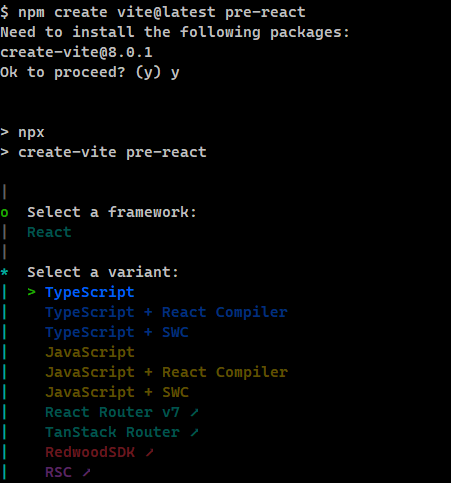 $ npm create vite@latest pre-react
Need to install the following packages:
create-vite@8.0.1
Ok to proceed? (y) y
> npx
> create-vite pre-react
|
o  Select a framework:
|  React
|
*  Select a variant:
|  > TypeScript
|    TypeScript + React Compiler
|    TypeScript + SWC
|    JavaScript
|    JavaScript + React Compiler
|    JavaScript + SWC
|    React Router v7 ↗
|    TanStack Router ↗
|    RedwoodSDK ↗
|    RSC ↗